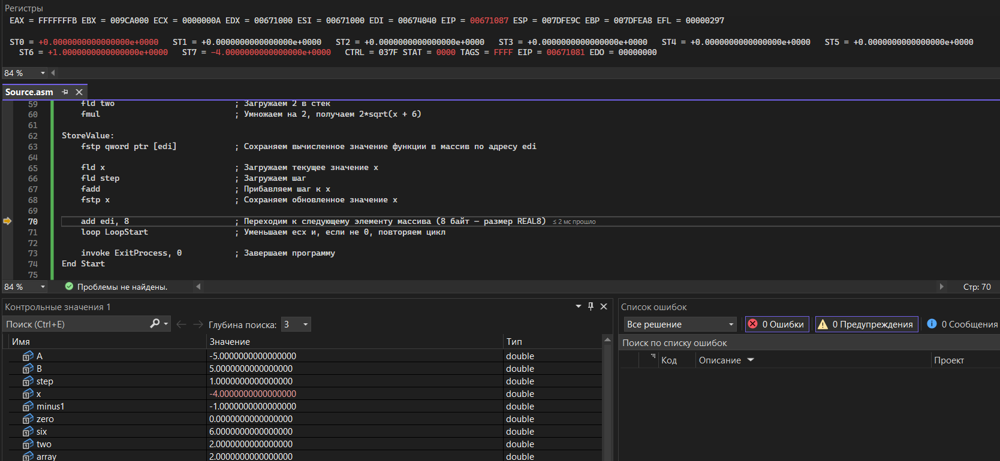 Регистры
EAX = FFFFFFFB EBX = 009CA000 ECX = 0000000A EDX = 00671000 ESI = 00671000 EDI = 00674040 EIP = 00671087 ESP = 007DFE9C EBP = 007DFEA8 EFL = 00000297
ST0 = +0.0000000000000000e+0000 ST1 = +0.0000000000000000e+0000 ST2 = +0.0000000000000000e+0000 ST3 = +0.0000000000000000e+0000 ST4 = +0.0000000000000000e+0000 ST5 = +0.0000000000000000e+0000
ST6 = +1.0000000000000000e+0000 ST7 = -4.0000000000000000e+0000 CTRL = 037F STAT = 0000 TAGS = FFFF EIP = 00671081 EDO = 00000000
84 %
Source.asm
59 fld two ; Загружаем 2 в стек
60 fmul ; Умножаем на 2, получаем 2*sqrt(x + 6)
61
62 StoreValue:
63 fstp qword ptr [edi] ; Сохраняем вычисленное значение функции в массив по адресу edi
64
65 fld x ; Загружаем текущее значение x
66 fld step ; Загружаем шаг
67 fadd ; Прибавляем шаг к x
68 fstp x ; Сохраняем обновленное значение x
69
70 add edi, 8 ; Переходим к следующему элементу массива (8 байт – размер REAL8) ≤ 2 мс прошло
71 loop LoopStart ; Уменьшаем ecx и, если не 0, повторяем цикл
72
73 invoke ExitProcess, 0 ; Завершаем программу
74 End Start
75
84 % Проблемы не найдены. Стр: 70
Контрольные значения 1
Поиск (Ctrl+E) Глубина поиска: 3
Имя Значение Тип
A -5.0000000000000000 double
B 5.0000000000000000 double
step 1.0000000000000000 double
x -4.0000000000000000 double
minus1 -1.0000000000000000 double
zero 0.0000000000000000 double
six 6.0000000000000000 double
two 2.0000000000000000 double
array 2.0000000000000000 double
Список ошибок
Все решение 0 Ошибки 0 Предупреждения 0 Сообщения
Поиск по списку ошибок
Код Описание Проект